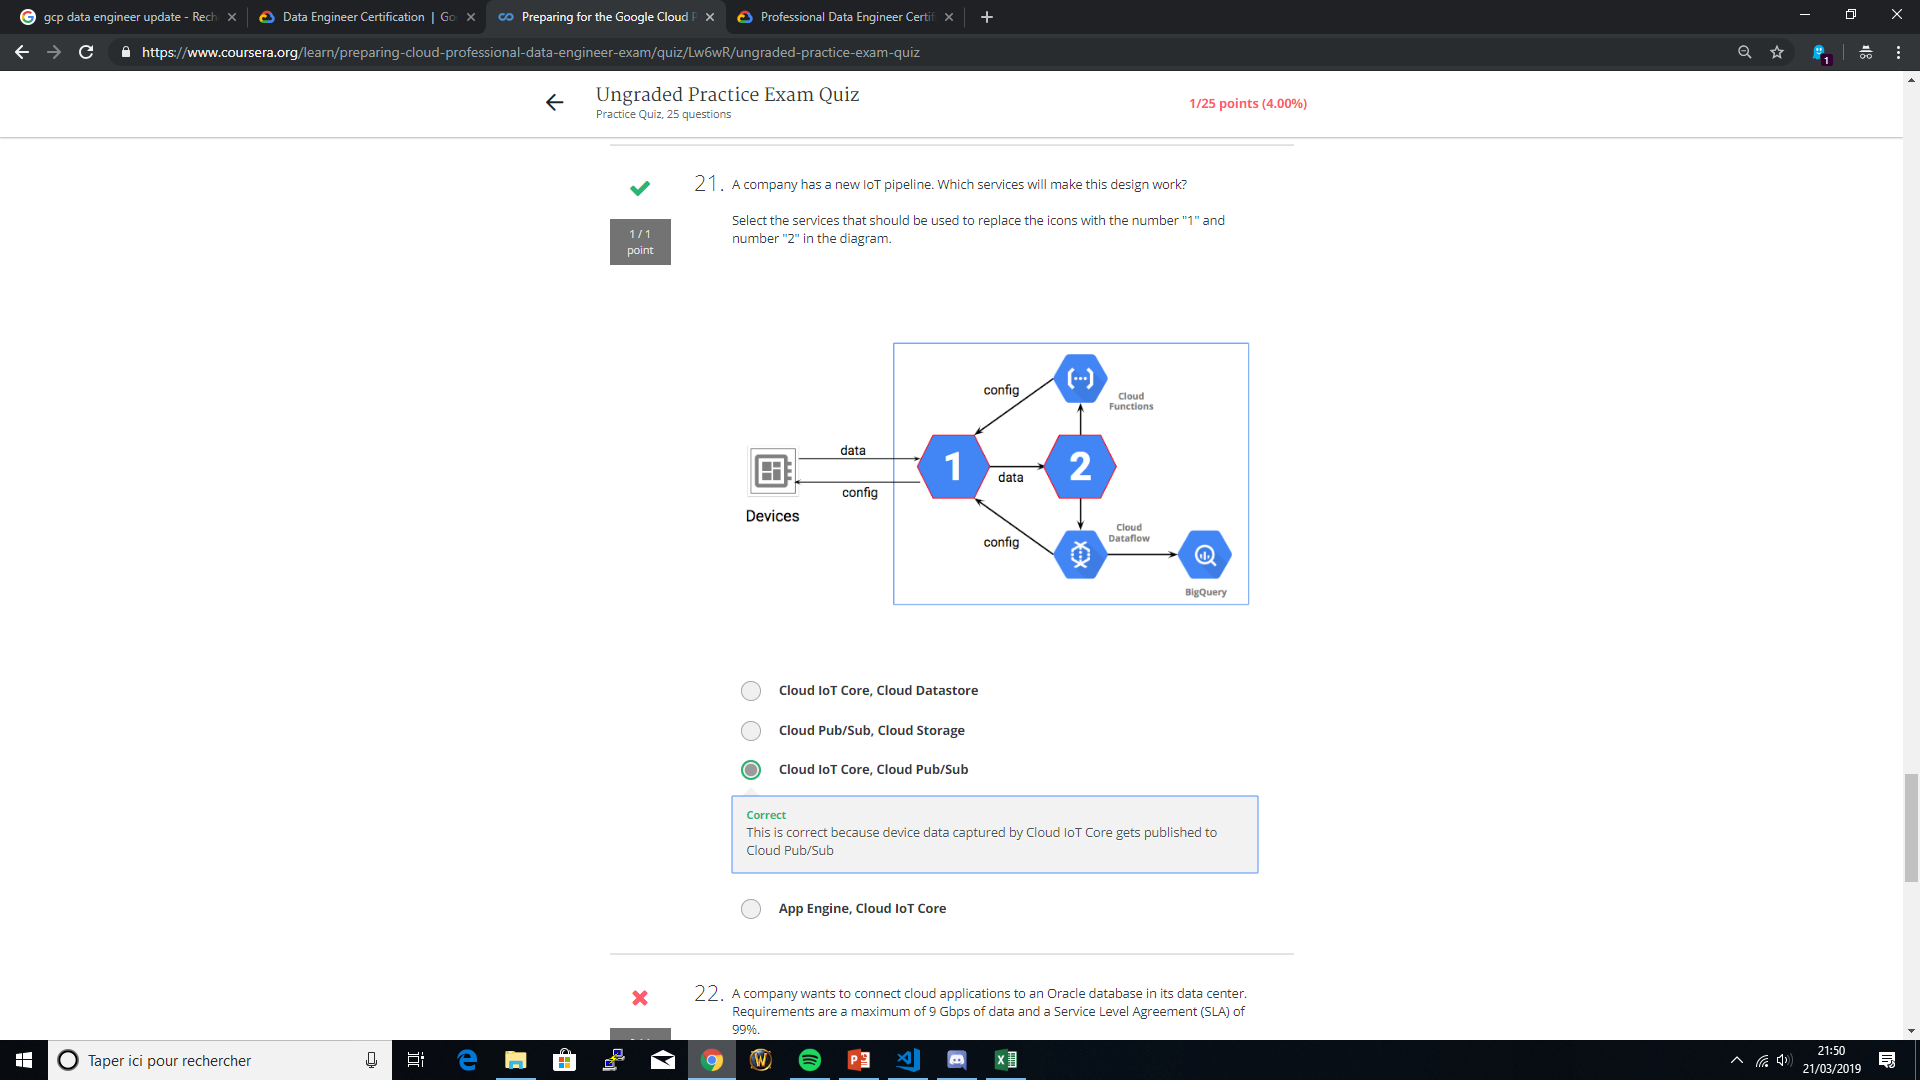 gcp data engineer update - Rech
Data Engineer Certification | Go
Preparing for the Google Cloud P
Professional Data Engineer Certif
https://www.coursera.org/learn/preparing-cloud-professional-data-engineer-exam/quiz/Lw6wR/ungraded-practice-exam-quiz
1
Ungraded Practice Exam Quiz
Practice Quiz, 25 questions
1/25 points (4.00%)
21. A company has a new IoT pipeline. Which services will make this design work?
1 / 1
point
Select the services that should be used to replace the icons with the number "1" and
number "2" in the diagram.
config
Cloud
Functions
data
1
data
2
config
Devices
config
Cloud
Dataflow
BigQuery
Cloud IoT Core, Cloud Datastore
Cloud Pub/Sub, Cloud Storage
Cloud IoT Core, Cloud Pub/Sub
Correct
This is correct because device data captured by Cloud IoT Core gets published to
Cloud Pub/Sub
App Engine, Cloud IoT Core
22. A company wants to connect cloud applications to an Oracle database in its data center.
Requirements are a maximum of 9 Gbps of data and a Service Level Agreement (SLA) of
99%.
Taper ici pour rechercher
21:50
21/03/2019